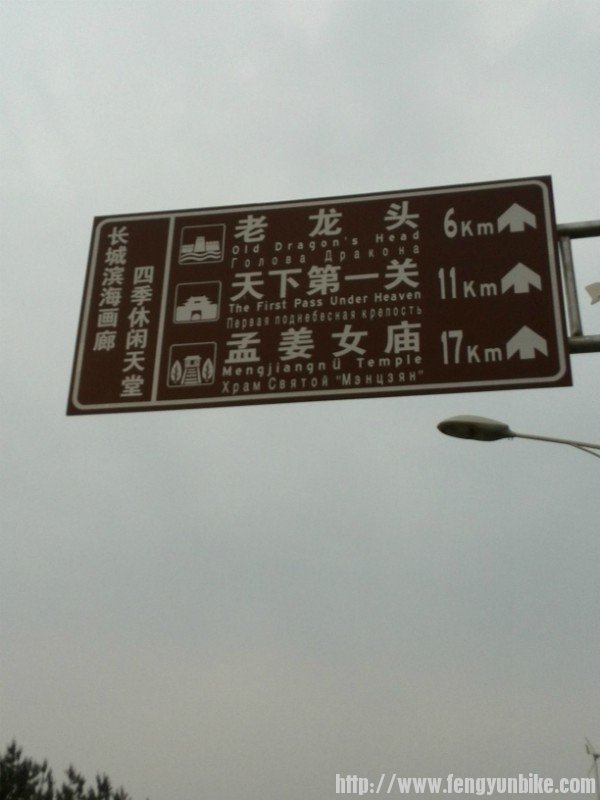 长城滨海画廊
四季休闲天堂
老龙头 6Km
Old Dragon's Head
Голова Дракона
天下第一关 11Km
The First Pass Under Heaven
Первая поднебесная крепость
孟姜女庙 17Km
Mengjiangnü Temple
Храм Святой "Мэнцзян"
http://www.fengyunbike.com